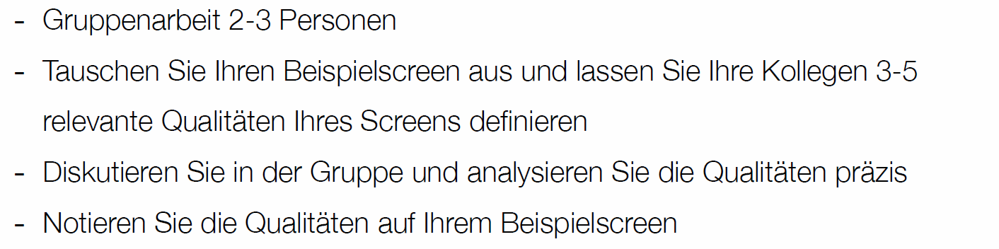 - Gruppenarbeit 2-3 Personen
- Tauschen Sie Ihren Beispielscreen aus und lassen Sie Ihre Kollegen 3-5
relevante Qualitäten Ihres Screens definieren
- Diskutieren Sie in der Gruppe und analysieren Sie die Qualitäten präzis
- Notieren Sie die Qualitäten auf Ihrem Beispielscreen